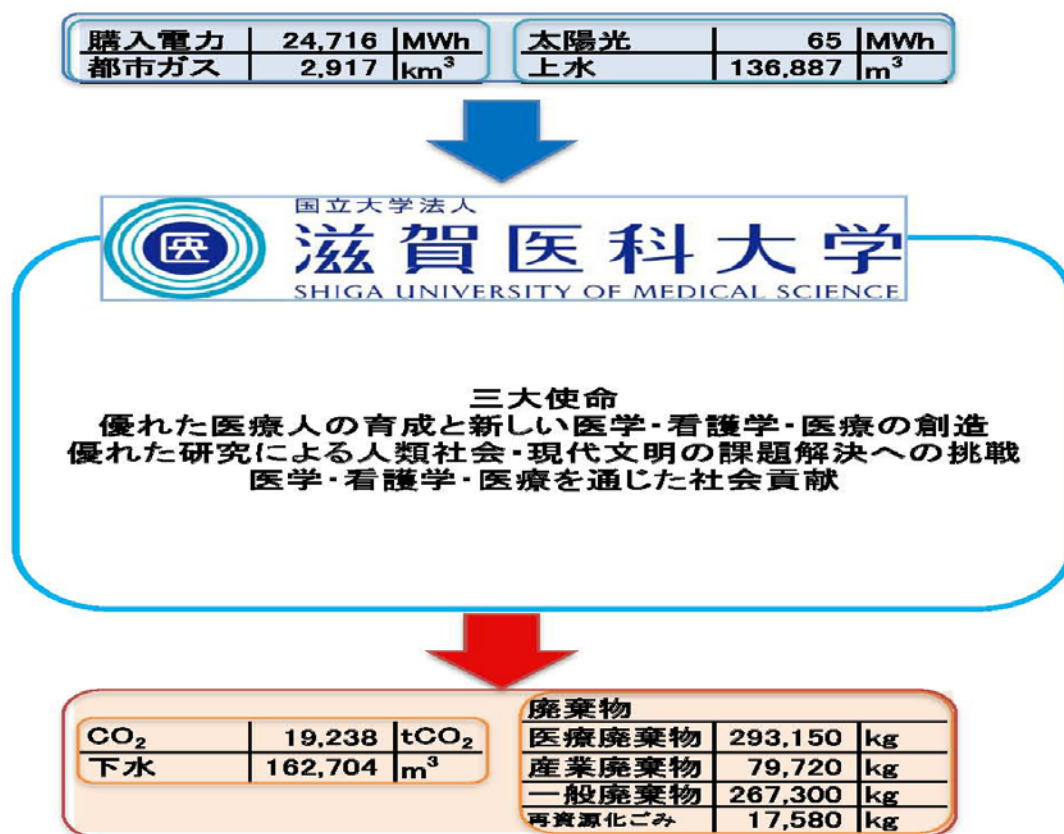 購入電力 24,716 MWh
都市ガス 2,917 km³
太陽光 65 MWh
上水 136,887 m³
国立大学法人
滋賀医科大学
SHIGA UNIVERSITY OF MEDICAL SCIENCE
三大使命
優れた医療人の育成と新しい医学・看護学・医療の創造
優れた研究による人類社会・現代文明の課題解決への挑戦
医学・看護学・医療を通じた社会貢献
CO₂ 19,238 tCO₂
下水 162,704 m³
廃棄物
医療廃棄物 293,150 kg
産業廃棄物 79,720 kg
一般廃棄物 267,300 kg
再資源化ごみ 17,580 kg